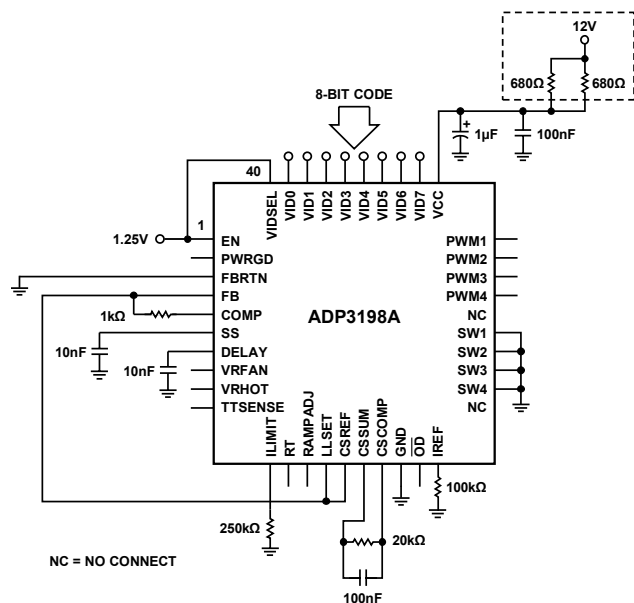 12V
680Ω
680Ω
8-BIT CODE
1µF
+
100nF
40
VIDSEL
VID0
VID1
VID2
VID3
VID4
VID5
VID6
VID7
VCC
1
1.25V
EN
PWRGD
FBRTN
FB
COMP
SS
DELAY
VRFAN
VRHOT
TTSENSE
1kΩ
10nF
10nF
ADP3198A
PWM1
PWM2
PWM3
PWM4
NC
SW1
SW2
SW3
SW4
NC
ILIMIT
RT
RAMPADJ
LLSET
CSREF
CSSUM
CSCOMP
GND
OD
IREF
250kΩ
100kΩ
20kΩ
100nF
NC = NO CONNECT